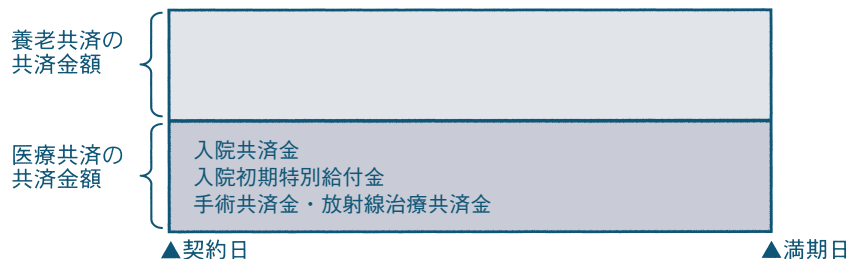 養老共済の
共済金額
医療共済の
共済金額
入院共済金
入院初期特別給付金
手術共済金・放射線治療共済金
▲契約日
▲満期日